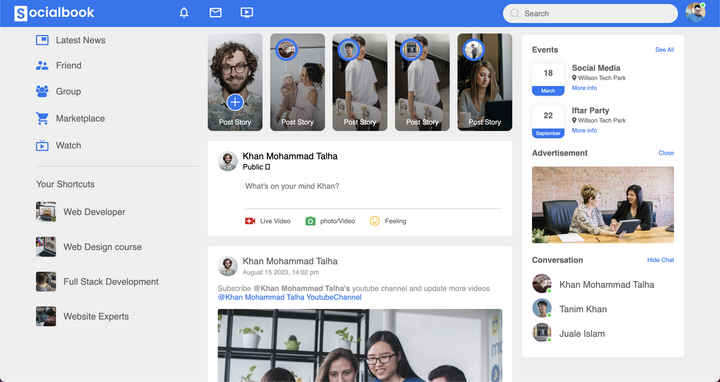 Socialbook
Search
Latest News
Friend
Group
Marketplace
Watch
Your Shortcuts
Web Developer
Web Design course
Full Stack Development
Website Experts
Post Story
Post Story
Post Story
Post Story
Post Story
Khan Mohammad Talha
Public
What's on your mind Khan?
Live Video
photo/Video
Feeling
Khan Mohammad Talha
August 15 2023, 14:02 pm
Subscribe @Khan Mohammad Talha's youtube channel and update more videos
@Khan Mohammad Talha YoutubeChannel
Events
See All
18
March
Social Media
Willson Tech Park
More info
22
September
Iftar Party
Willson Tech Park
More info
Advertisement
Close
Conversation
Hide Chat
Khan Mohammad Talha
Tanim Khan
Juale Islam